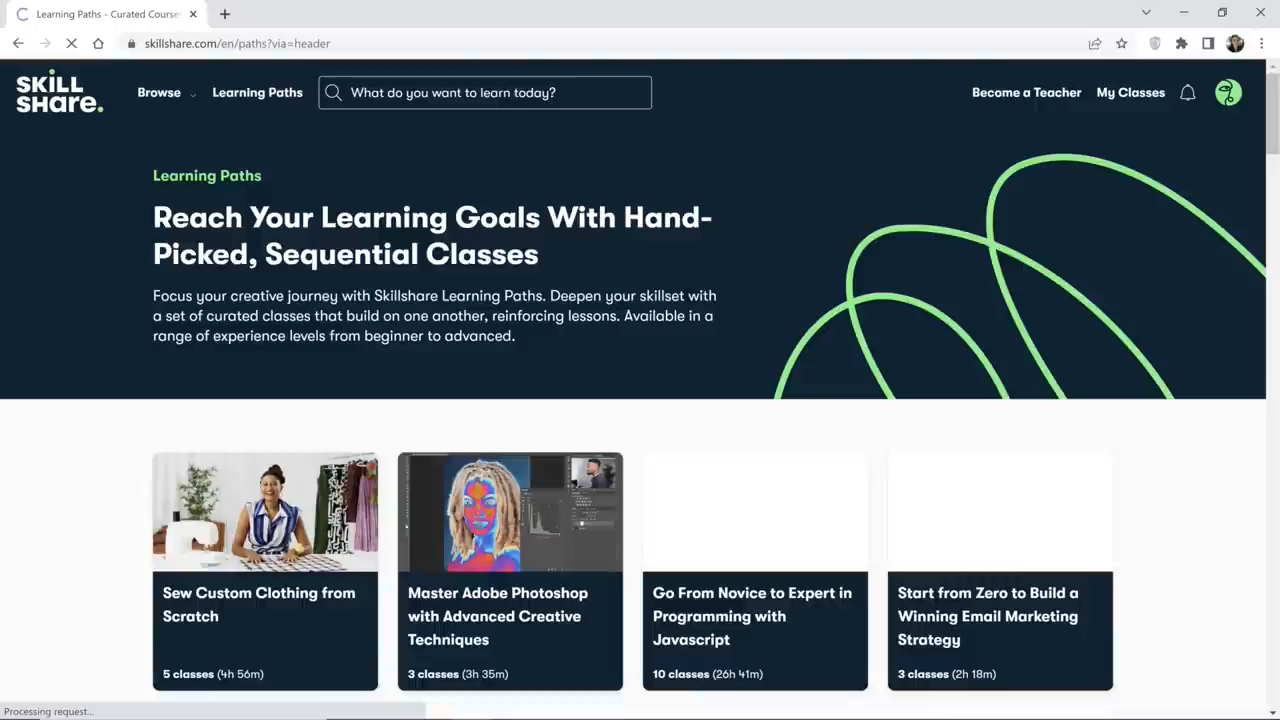 Learning Paths - Curated Course
skillshare.com/en/paths?via=header
SKILL
SHARE.
Browse
Learning Paths
What do you want to learn today?
Become a Teacher
My Classes
Learning Paths
Reach Your Learning Goals With Hand-
Picked, Sequential Classes
Focus your creative journey with Skillshare Learning Paths. Deepen your skillset with
a set of curated classes that build on one another, reinforcing lessons. Available in a
range of experience levels from beginner to advanced.
Sew Custom Clothing from
Scratch
5 classes (4h 56m)
Master Adobe Photoshop
with Advanced Creative
Techniques
3 classes (3h 35m)
Go From Novice to Expert in
Programming with
Javascript
10 classes (26h 41m)
Start from Zero to Build a
Winning Email Marketing
Strategy
3 classes (2h 18m)
Processing request...